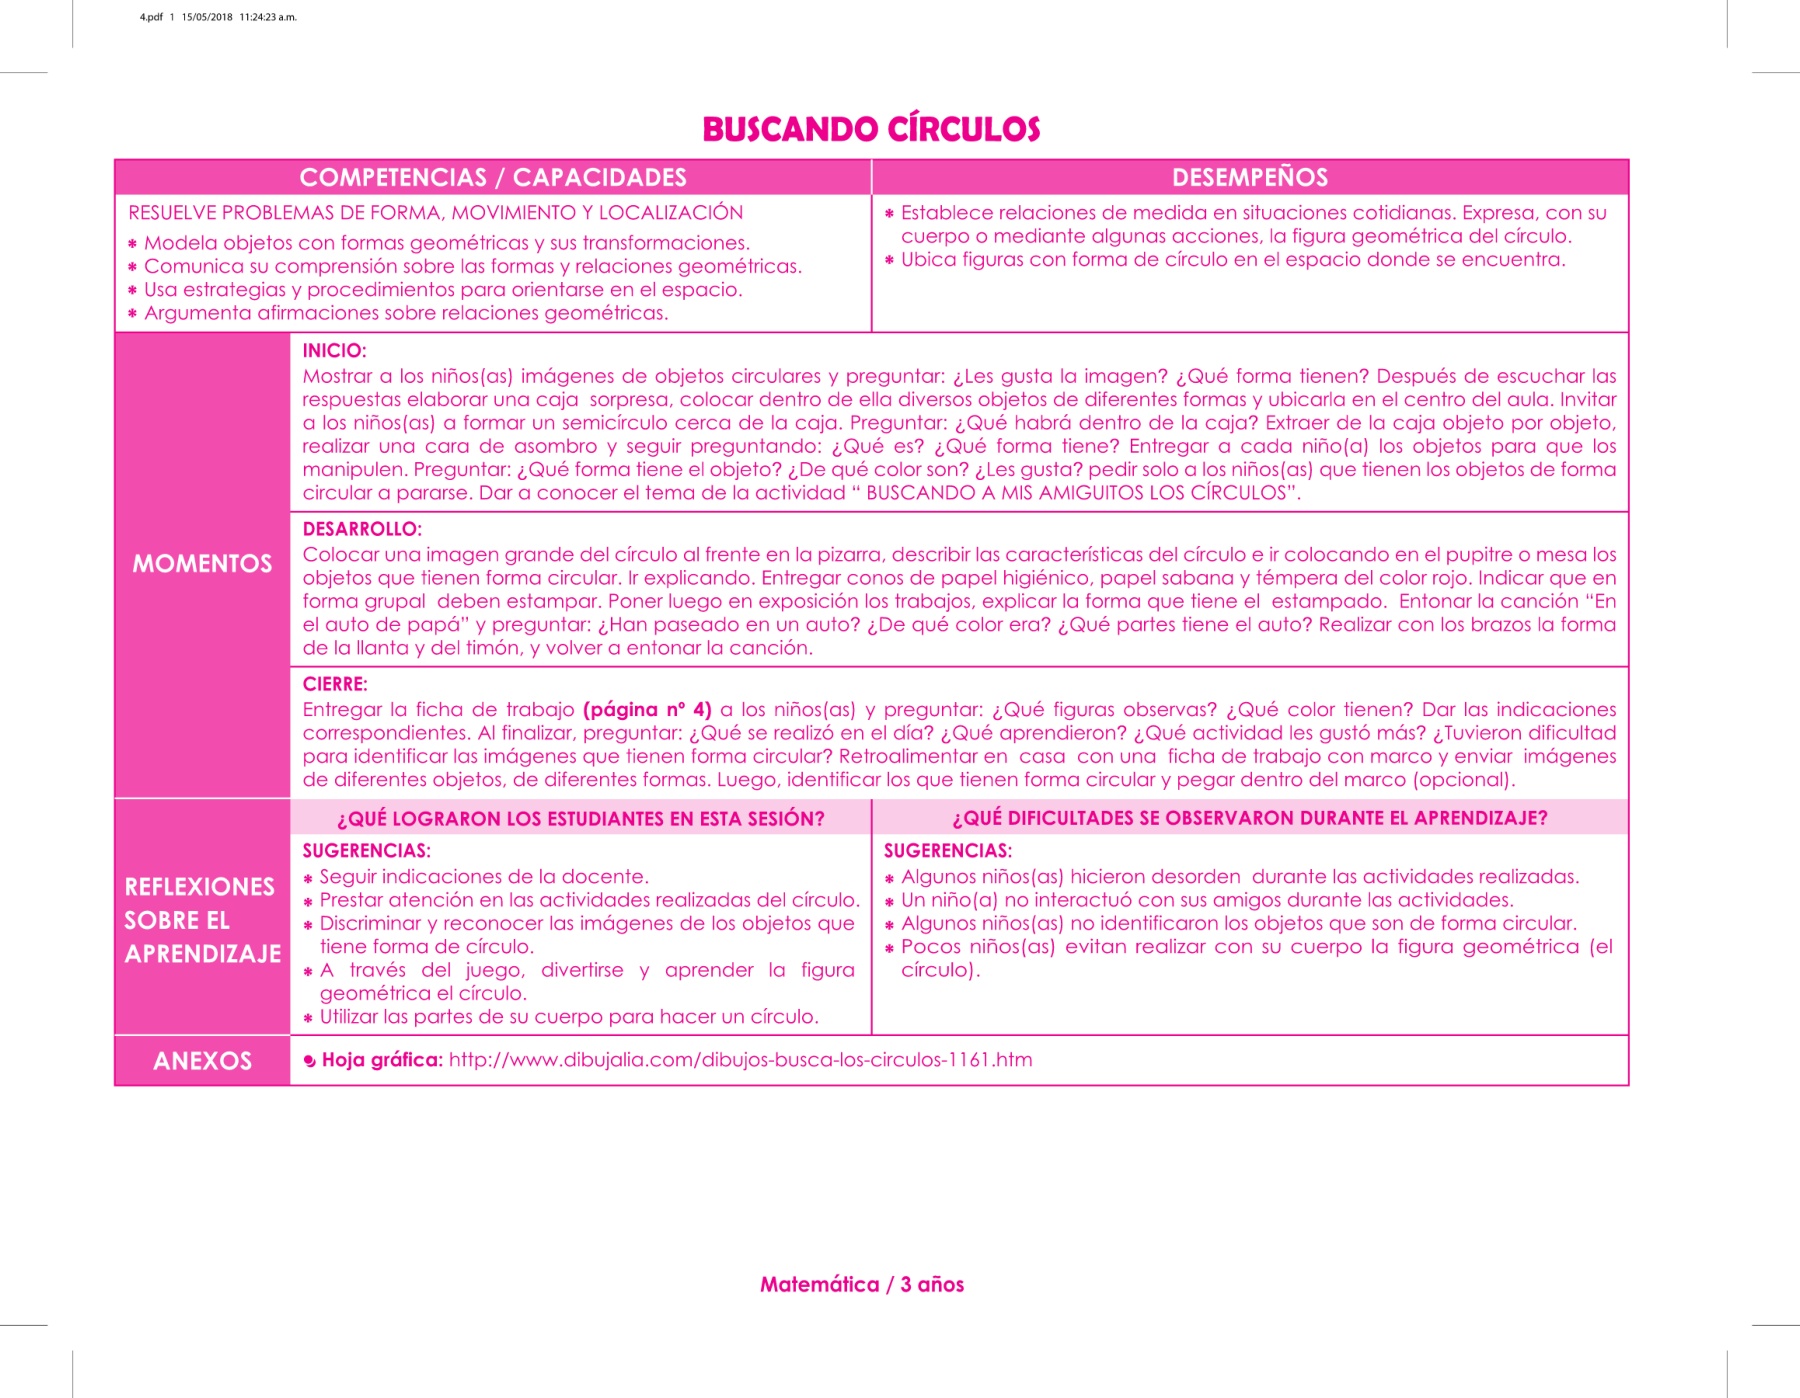 4.pdf 1 15/05/2018 11:24:23 a.m.
BUSCANDO CÍRCULOS
COMPETENCIAS / CAPACIDADES
RESUELVE PROBLEMAS DE FORMA, MOVIMIENTO Y LOCALIZACIÓN
* Modela objetos con formas geométricas y sus transformaciones.
* Comunica su comprensión sobre las formas y relaciones geométricas.
* Usa estrategias y procedimientos para orientarse en el espacio.
* Argumenta afirmaciones sobre relaciones geométricas.
DESEMPEÑOS
* Establece relaciones de medida en situaciones cotidianas. Expresa, con su
cuerpo o mediante algunas acciones, la figura geométrica del círculo.
* Ubica figuras con forma de círculo en el espacio donde se encuentra.
MOMENTOS
INICIO:
Mostrar a los niños(as) imágenes de objetos circulares y preguntar: ¿Les gusta la imagen? ¿Qué forma tienen? Después de escuchar las
respuestas elaborar una caja sorpresa, colocar dentro de ella diversos objetos de diferentes formas y ubicarla en el centro del aula. Invitar
a los niños(as) a formar un semicírculo cerca de la caja. Preguntar: ¿Qué habrá dentro de la caja? Extraer de la caja objeto por objeto,
realizar una cara de asombro y seguir preguntando: ¿Qué es? ¿Qué forma tiene? Entregar a cada niño(a) los objetos para que los
manipulen. Preguntar: ¿Qué forma tiene el objeto? ¿De qué color son? ¿Les gusta? pedir solo a los niños(as) que tienen los objetos de forma
circular a pararse. Dar a conocer el tema de la actividad “ BUSCANDO A MIS AMIGUITOS LOS CÍRCULOS”.
DESARROLLO:
Colocar una imagen grande del círculo al frente en la pizarra, describir las características del círculo e ir colocando en el pupitre o mesa los
objetos que tienen forma circular. Ir explicando. Entregar conos de papel higiénico, papel sabana y témpera del color rojo. Indicar que en
forma grupal deben estampar. Poner luego en exposición los trabajos, explicar la forma que tiene el estampado. Entonar la canción “En
el auto de papá” y preguntar: ¿Han paseado en un auto? ¿De qué color era? ¿Qué partes tiene el auto? Realizar con los brazos la forma
de la llanta y del timón, y volver a entonar la canción.
CIERRE:
Entregar la ficha de trabajo (página nº 4) a los niños(as) y preguntar: ¿Qué figuras observas? ¿Qué color tienen? Dar las indicaciones
correspondientes. Al finalizar, preguntar: ¿Qué se realizó en el día? ¿Qué aprendieron? ¿Qué actividad les gustó más? ¿Tuvieron dificultad
para identificar las imágenes que tienen forma circular? Retroalimentar en casa con una ficha de trabajo con marco y enviar imágenes
de diferentes objetos, de diferentes formas. Luego, identificar los que tienen forma circular y pegar dentro del marco (opcional).
REFLEXIONES
SOBRE EL
APRENDIZAJE
¿QUÉ LOGRARON LOS ESTUDIANTES EN ESTA SESIÓN?
SUGERENCIAS:
* Seguir indicaciones de la docente.
* Prestar atención en las actividades realizadas del círculo.
* Discriminar y reconocer las imágenes de los objetos que
tiene forma de círculo.
* A través del juego, divertirse y aprender la figura
geométrica el círculo.
* Utilizar las partes de su cuerpo para hacer un círculo.
¿QUÉ DIFICULTADES SE OBSERVARON DURANTE EL APRENDIZAJE?
SUGERENCIAS:
* Algunos niños(as) hicieron desorden durante las actividades realizadas.
* Un niño(a) no interactuó con sus amigos durante las actividades.
* Algunos niños(as) no identificaron los objetos que son de forma circular.
* Pocos niños(as) evitan realizar con su cuerpo la figura geométrica (el
círculo).
ANEXOS
Hoja gráfica: http://www.dibujalia.com/dibujos-busca-los-circulos-1161.htm
Matemática / 3 años